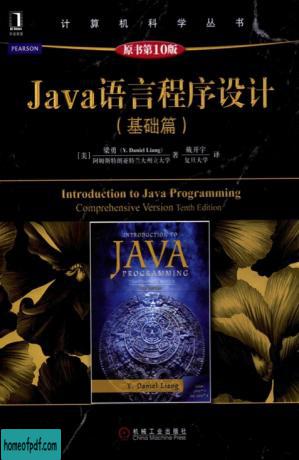 计算机科学丛书
PEARSON
原书第10版
Java语言程序设计
(基础篇)
[美] 梁勇(Y. Daniel Liang) 著 戴开宇 译
阿姆斯特朗亚特兰大州立大学 复旦大学
Introduction to Java Programming
Comprehensive Version Tenth Edition
INTRODUCTION TO
JAVA
PROGRAMMING
Y. Daniel Liang
机械工业出版社
China Machine Press
homeofpdf.com